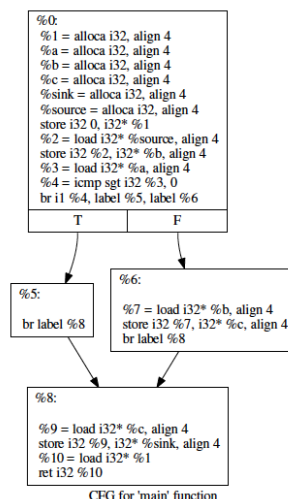 %0:
%1 = alloca i32, align 4
%a = alloca i32, align 4
%b = alloca i32, align 4
%c = alloca i32, align 4
%sink = alloca i32, align 4
%source = alloca i32, align 4
store i32 0, i32* %1
%2 = load i32* %source, align 4
store i32 %2, i32* %b, align 4
%3 = load i32* %a, align 4
%4 = icmp sgt i32 %3, 0
br i1 %4, label %5, label %6
T F
%5:
br label %8
%6:
%7 = load i32* %b, align 4
store i32 %7, i32* %c, align 4
br label %8
%8:
%9 = load i32* %c, align 4
store i32 %9, i32* %sink, align 4
%10 = load i32* %1
ret i32 %10
CFG for 'main' function